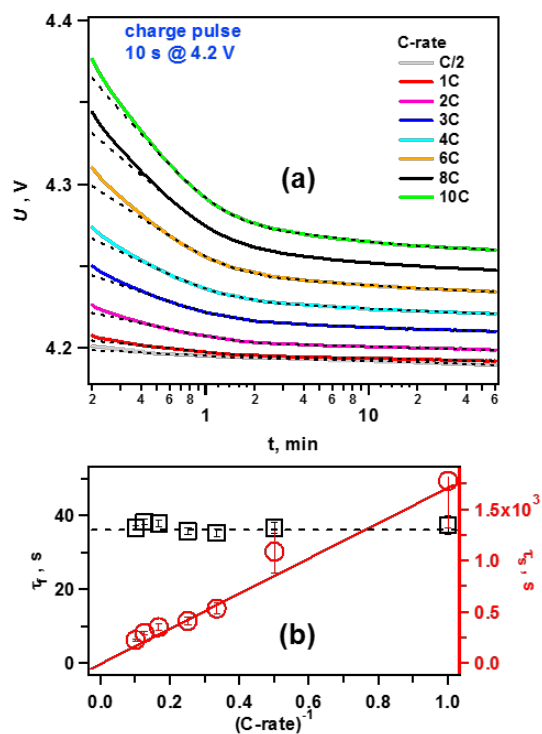 4.4
4.3
4.2
U , V
charge pulse
10 s @ 4.2 V
C-rate
C/2
1C
2C
3C
4C
6C
8C
10C
(a)
2 4 6 8 1 2 4 6 8 10 2 4 6
t, min
40
20
0
τf , s
1.5x10³
1.0
0.5
0.0
τs , s
(b)
0.0 0.2 0.4 0.6 0.8 1.0
(C-rate)⁻¹